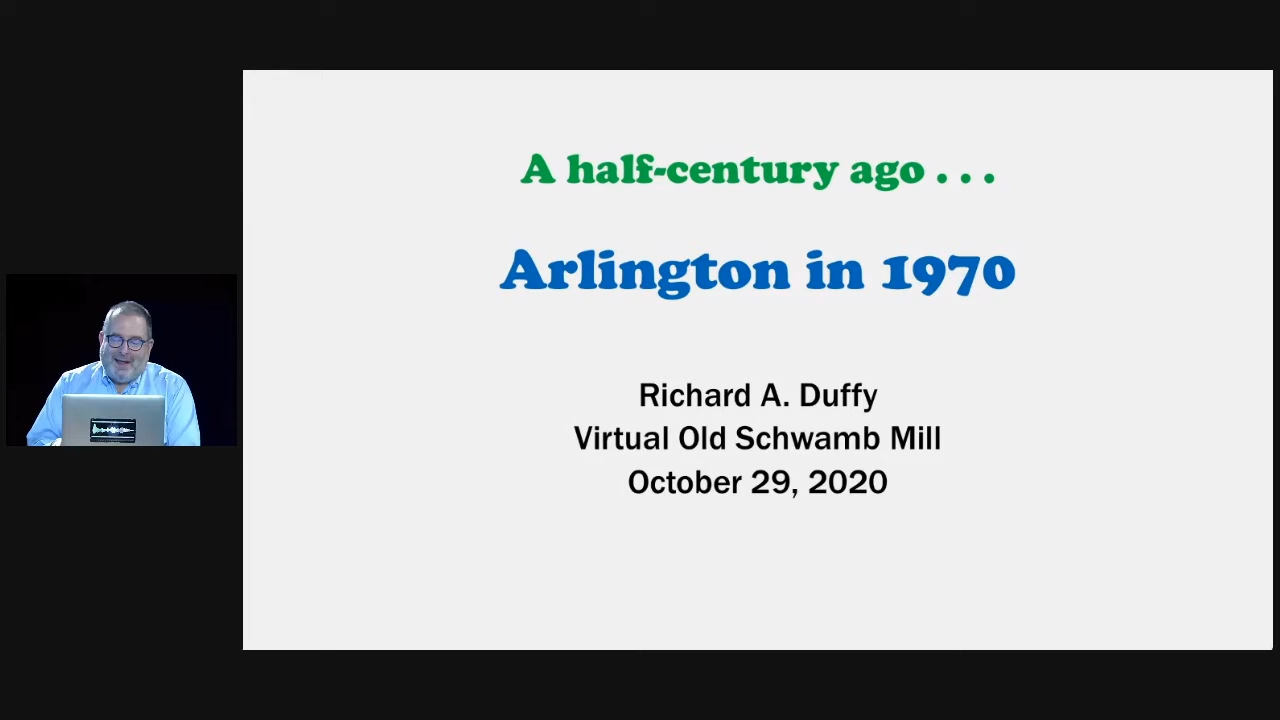 A half-century ago . . .
Arlington in 1970
Richard A. Duffy
Virtual Old Schwamb Mill
October 29, 2020